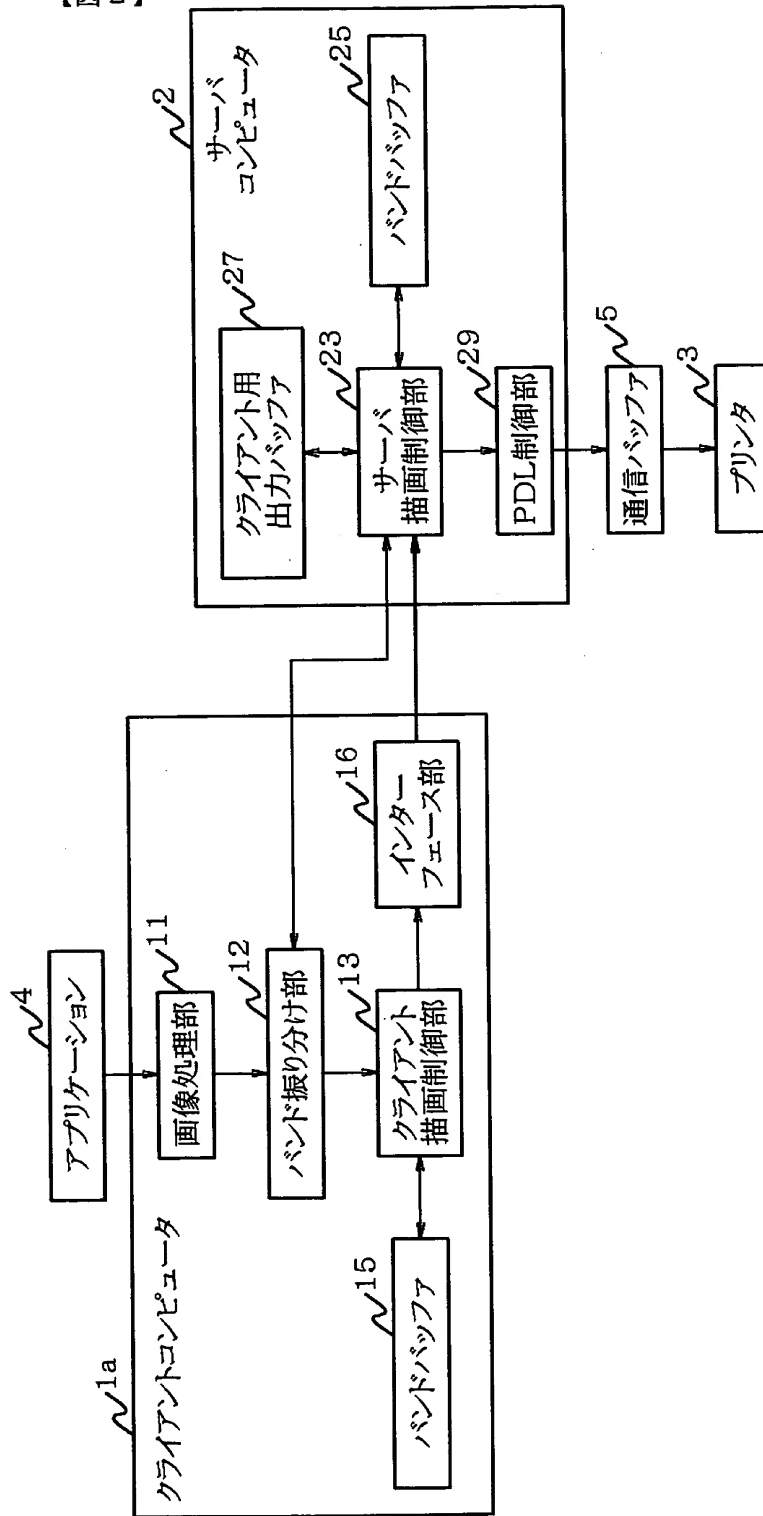 【図2】
4
アプリケーション
1a
クライアントコンピュータ
11
画像処理部
12
バンド振り分け部
13
クライアント
描画制御部
15
バンドバッファ
16
インター
フェース部
2
サーバ
コンピュータ
27
クライアント用
出力バッファ
23
サーバ
描画制御部
25
バンドバッファ
29
PDL制御部
5
通信バッファ
3
プリンタ